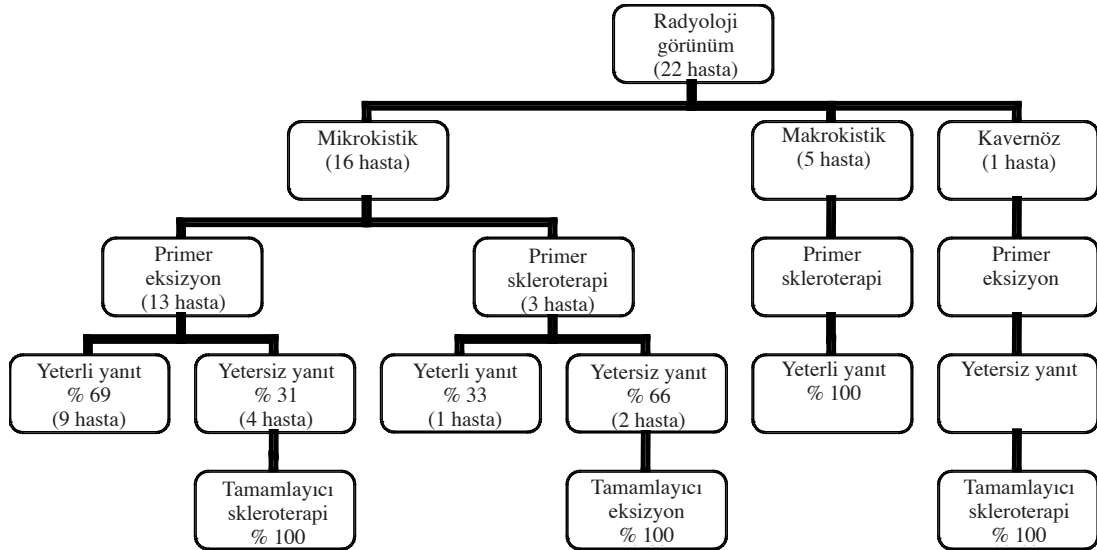 Radyoloji
görünüm
(22 hasta)
Mikrokistik
(16 hasta)
Makrokistik
(5 hasta)
Kavernöz
(1 hasta)
Primer
eksizyon
(13 hasta)
Primer
skleroterapi
(3 hasta)
Primer
skleroterapi
Primer
eksizyon
Yeterli yanıt
% 69
(9 hasta)
Yetersiz yanıt
% 31
(4 hasta)
Yeterli yanıt
% 33
(1 hasta)
Yetersiz yanıt
% 66
(2 hasta)
Yeterli yanıt
% 100
Yetersiz yanıt
Tamamlayıcı
skleroterapi
% 100
Tamamlayıcı
eksizyon
% 100
Tamamlayıcı
skleroterapi
% 100